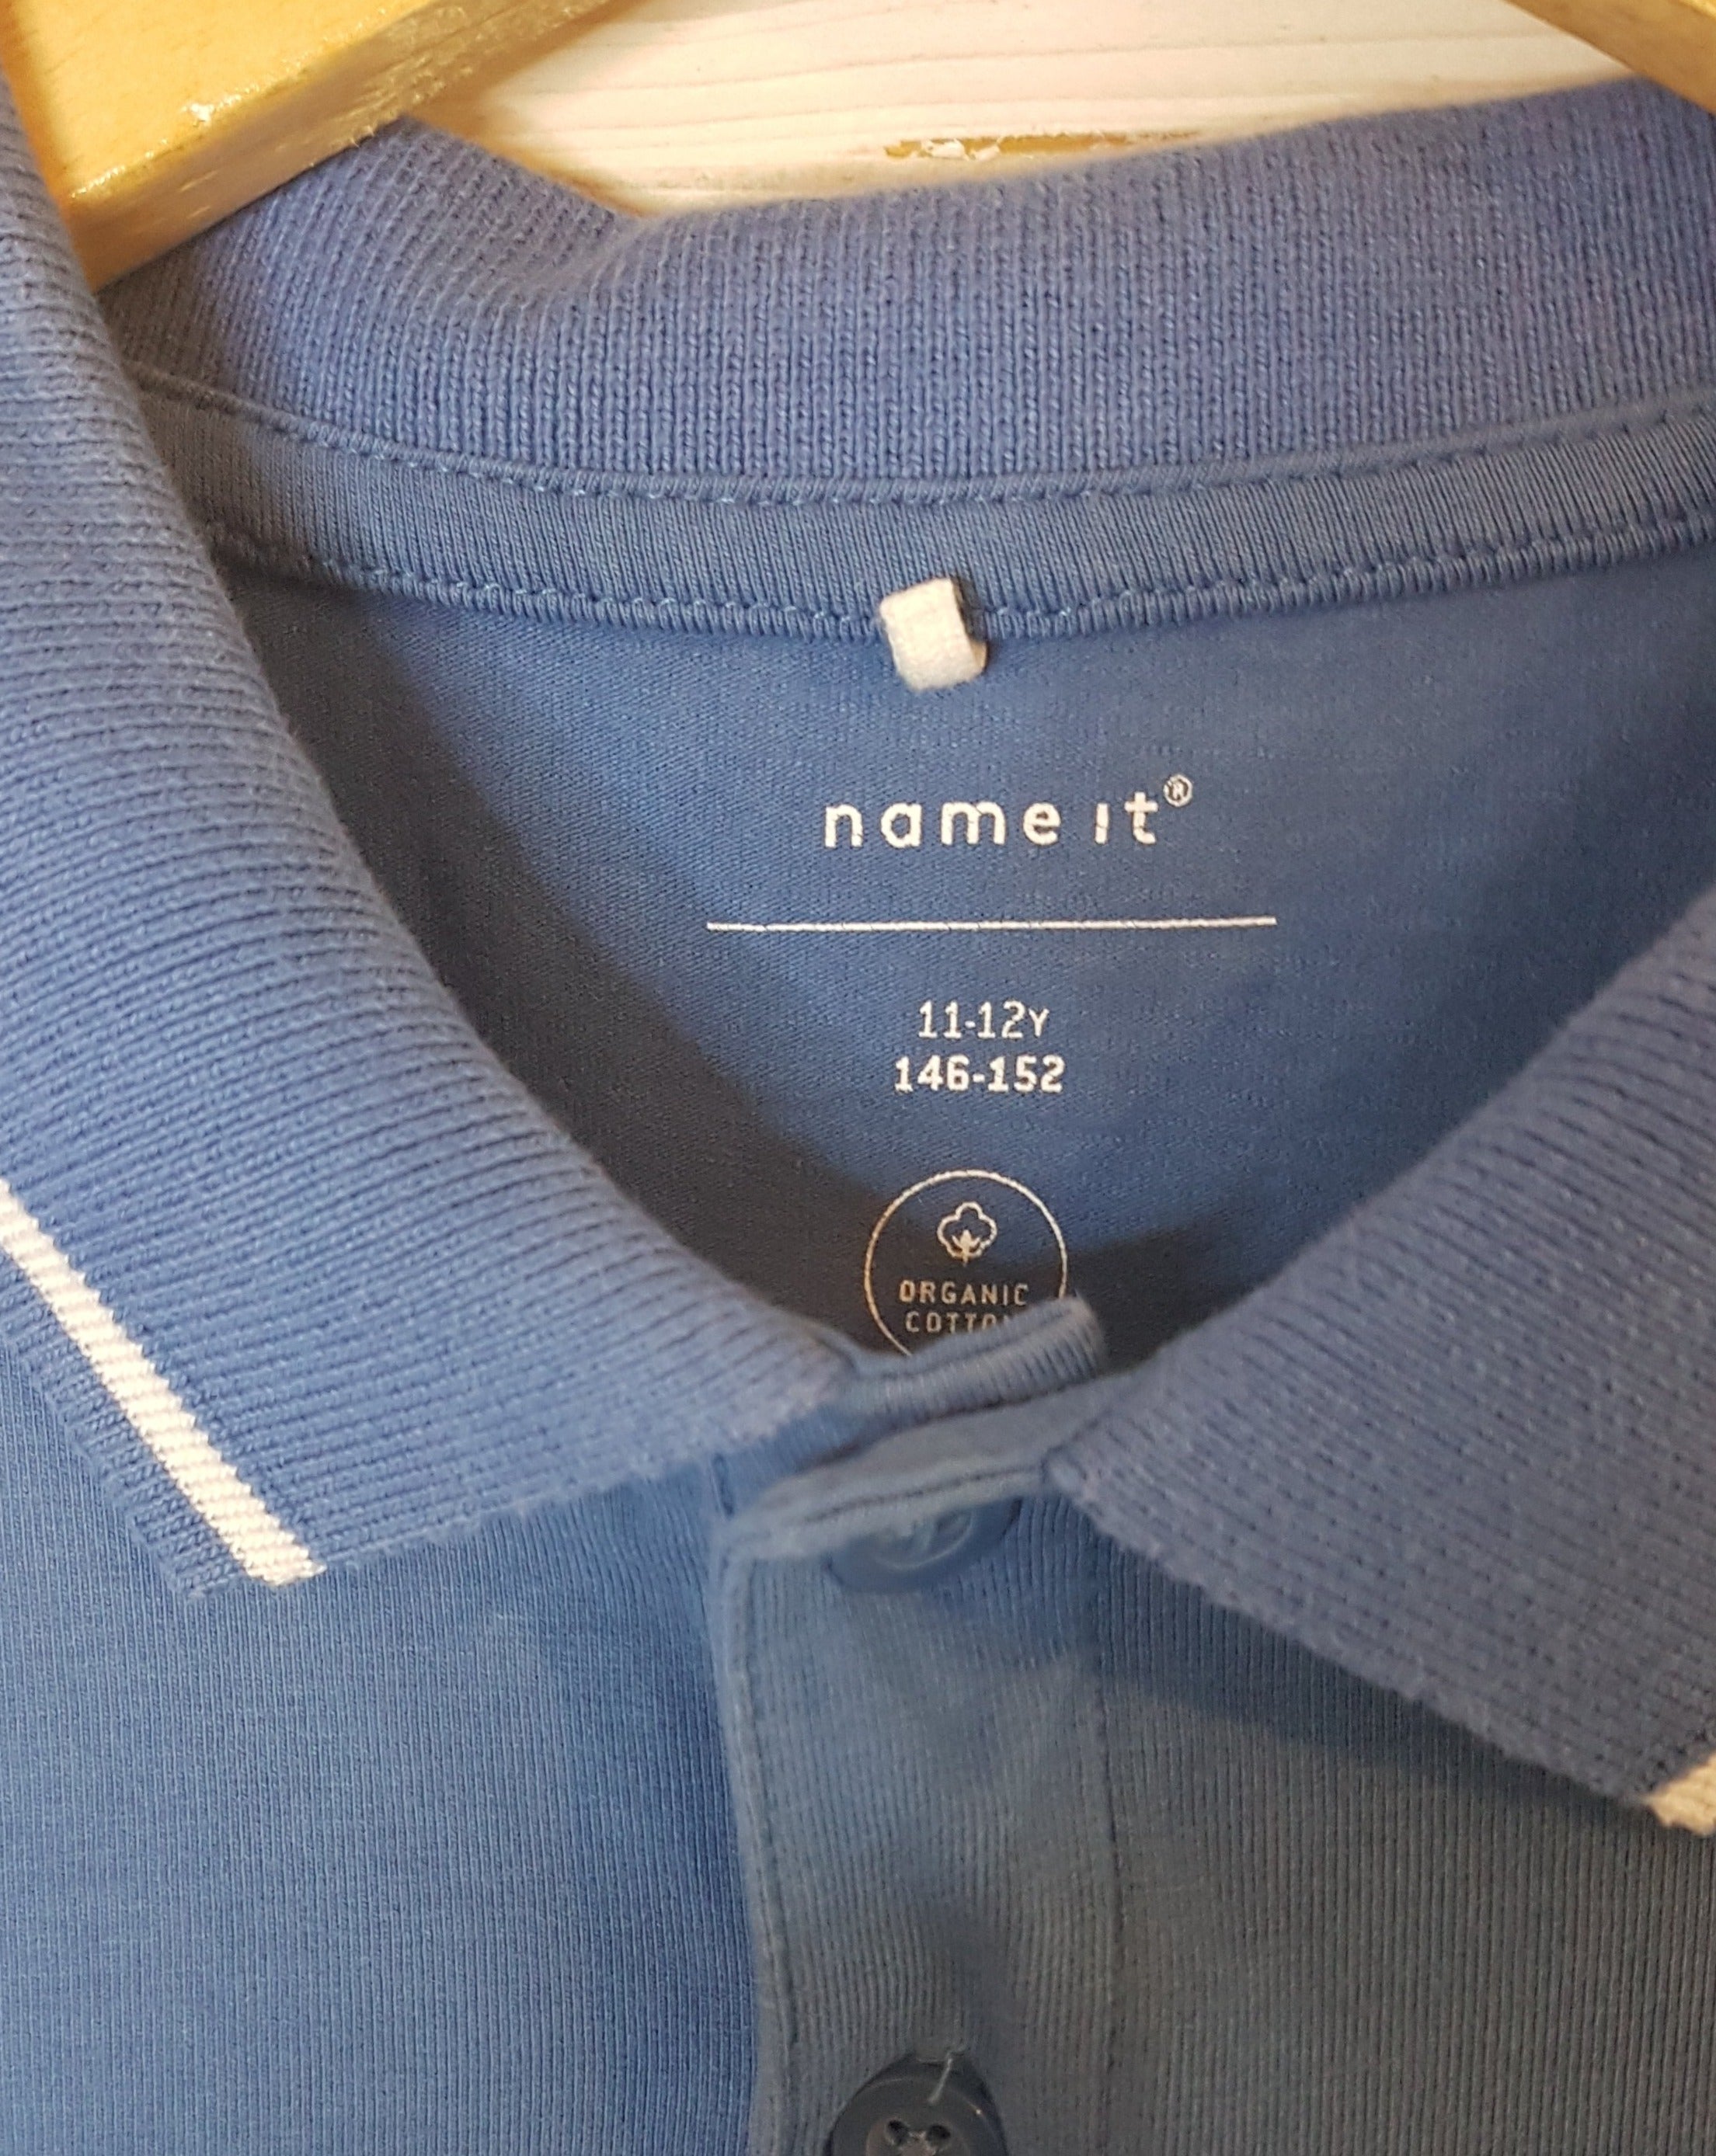 name it®
11-12Y
146-152
ORGANIC
COTTON